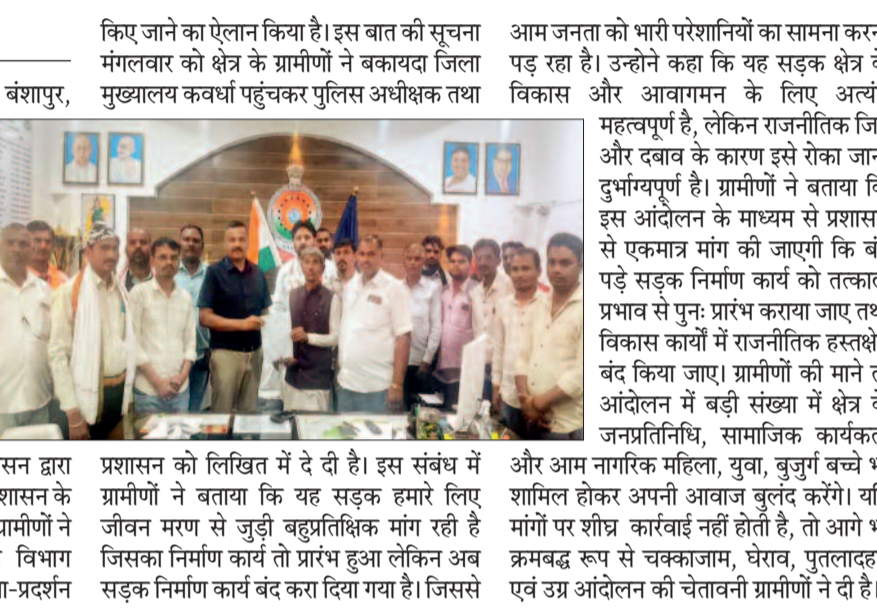 बंशापुर,
सन द्वारा
शासन के
ग्रामीणों ने
विभाग
-प्रदर्शन
किए जाने का ऐलान किया है। इस बात की सूचना
मंगलवार को क्षेत्र के ग्रामीणों ने बकायदा जिला
मुख्यालय कवर्धा पहुंचकर पुलिस अधीक्षक तथा
प्रशासन को लिखित में दे दी है। इस संबंध में
ग्रामीणों ने बताया कि यह सड़क हमारे लिए
जीवन मरण से जुड़ी बहुप्रतिक्षिक मांग रही है
जिसका निर्माण कार्य तो प्रारंभ हुआ लेकिन अब
सड़क निर्माण कार्य बंद करा दिया गया है। जिससे
आम जनता को भारी परेशानियों का सामना करन
पड़ रहा है। उन्होने कहा कि यह सड़क क्षेत्र के
विकास और आवागमन के लिए अत्यं
महत्वपूर्ण है, लेकिन राजनीतिक जि
और दबाव के कारण इसे रोका जान
दुर्भाग्यपूर्ण है। ग्रामीणों ने बताया कि
इस आंदोलन के माध्यम से प्रशास
से एकमात्र मांग की जाएगी कि बं
पड़े सड़क निर्माण कार्य को तत्काल
प्रभाव से पुनः प्रारंभ कराया जाए तथ
विकास कार्यों में राजनीतिक हस्तक्षे
बंद किया जाए। ग्रामीणों की माने त
आंदोलन में बड़ी संख्या में क्षेत्र के
जनप्रतिनिधि, सामाजिक कार्यकत
और आम नागरिक महिला, युवा, बुजुर्ग बच्चे भ
शामिल होकर अपनी आवाज बुलंद करेंगे। यदि
मांगों पर शीघ्र कार्रवाई नहीं होती है, तो आगे भ
क्रमबद्ध रूप से चक्काजाम, घेराव, पुतलादह
एवं उग्र आंदोलन की चेतावनी ग्रामीणों ने दी है।